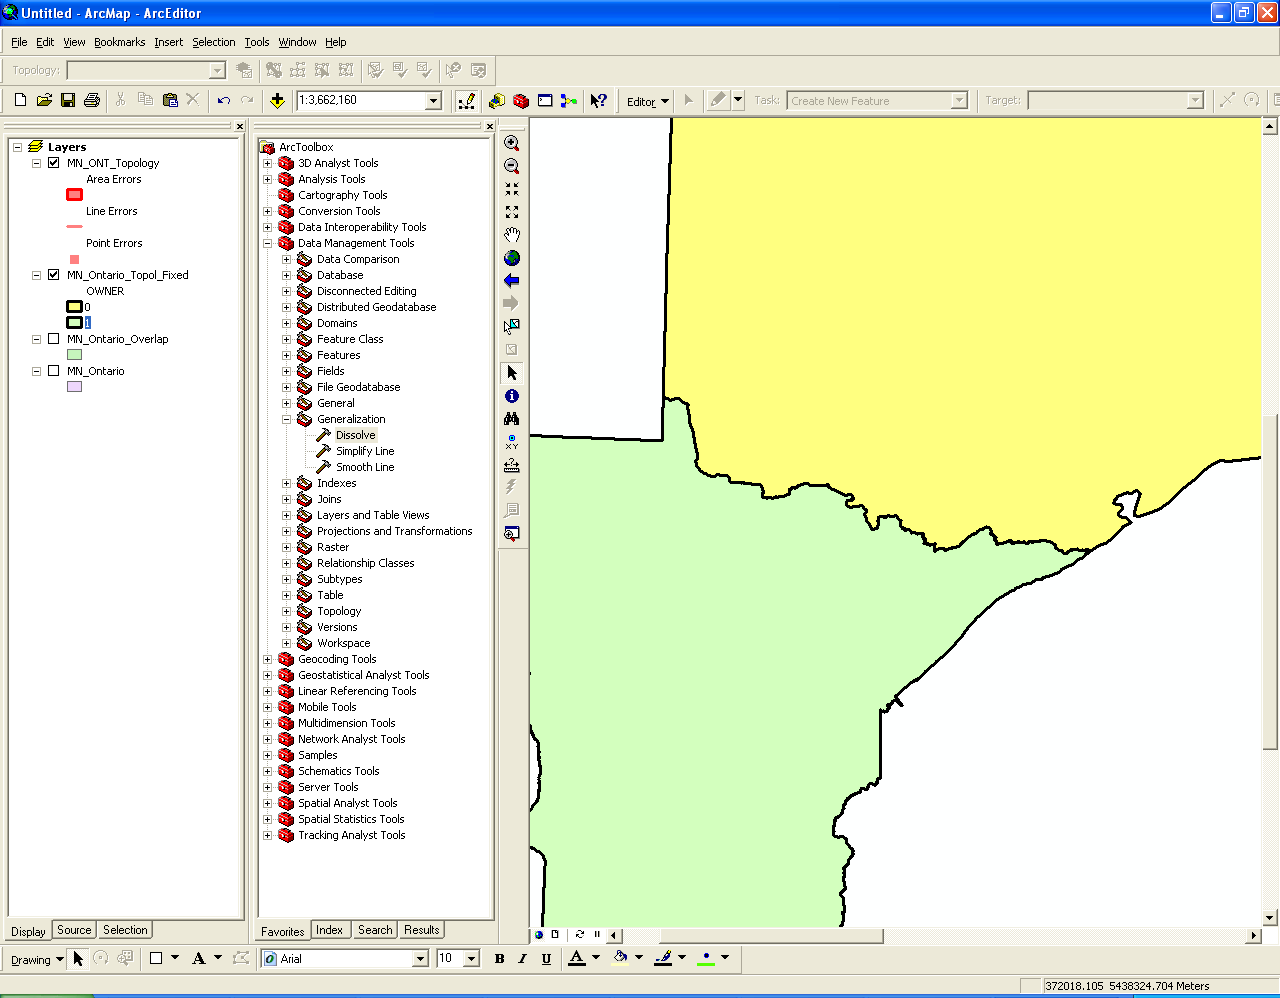 Untitled - ArcMap - ArcEditor
File Edit View Bookmarks Insert Selection Tools Window Help
Topology:
1:3,662,160 Editor Task: Create New Feature Target:
Layers
MN_ONT_Topology
Area Errors
Line Errors
Point Errors
MN_Ontario_Topol_Fixed
OWNER
0
1
MN_Ontario_Overlap
MN_Ontario
Display Source Selection
ArcToolbox
3D Analyst Tools
Analysis Tools
Cartography Tools
Conversion Tools
Data Interoperability Tools
Data Management Tools
Data Comparison
Database
Disconnected Editing
Distributed Geodatabase
Domains
Feature Class
Features
Fields
File Geodatabase
General
Generalization
Dissolve
Simplify Line
Smooth Line
Indexes
Joins
Layers and Table Views
Projections and Transformations
Raster
Relationship Classes
Subtypes
Table
Topology
Versions
Workspace
Geocoding Tools
Geostatistical Analyst Tools
Linear Referencing Tools
Mobile Tools
Multidimension Tools
Network Analyst Tools
Samples
Schematics Tools
Server Tools
Spatial Analyst Tools
Spatial Statistics Tools
Tracking Analyst Tools
Favorites Index Search Results
XY
Drawing A Arial 10 B I U A
372018.105 5438324.704 Meters